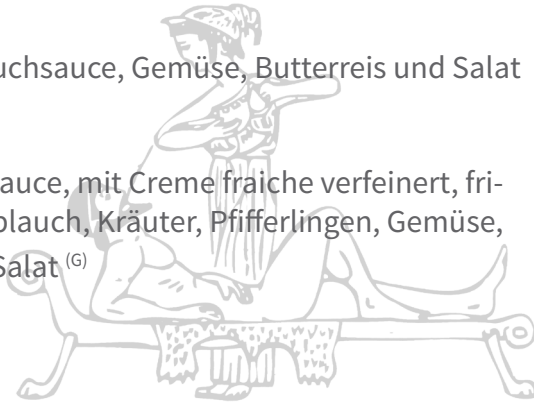 uchsauce, Gemüse, Butterreis und Salat
auce, mit Creme fraiche verfeinert, fri-
blauch, Kräuter, Pfifferlingen, Gemüse,
Salat (G)